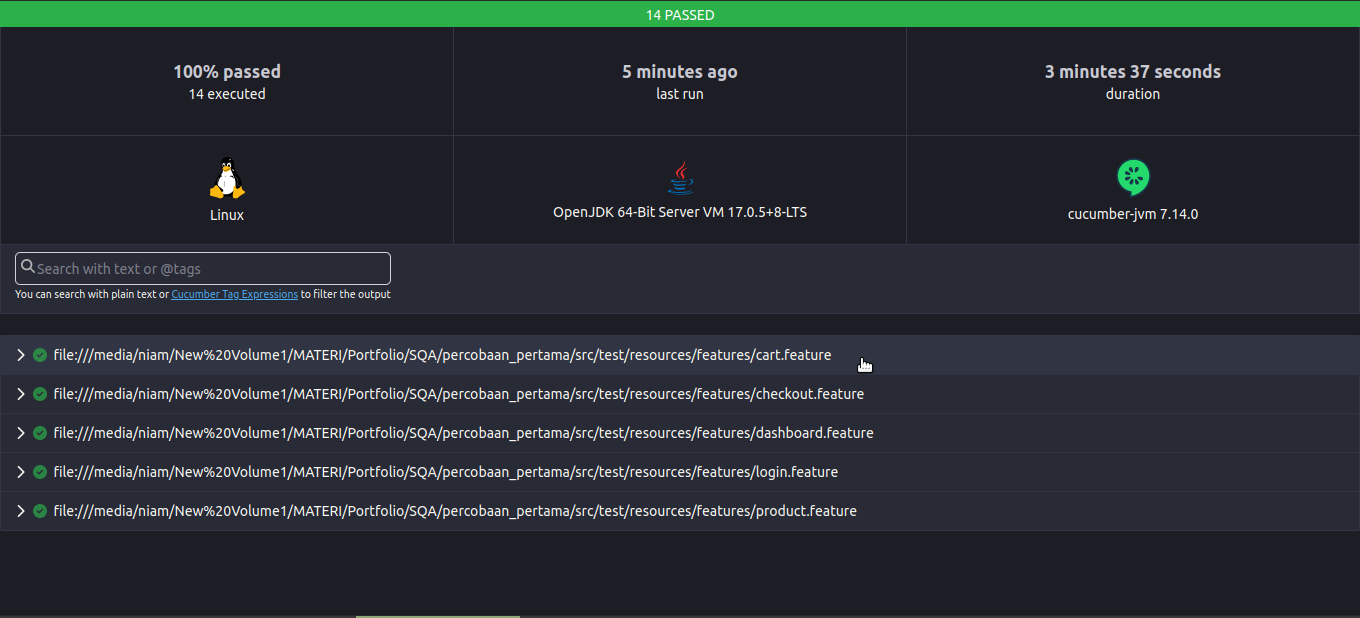 14 PASSED
100% passed
14 executed
5 minutes ago
last run
3 minutes 37 seconds
duration
Linux
OpenJDK 64-Bit Server VM 17.0.5+8-LTS
cucumber-jvm 7.14.0
Search with text or @tags
You can search with plain text or Cucumber Tag Expressions to filter the output
file:///media/niam/New%20Volume1/MATERI/Portfolio/SQA/percobaan_pertama/src/test/resources/features/cart.feature
file:///media/niam/New%20Volume1/MATERI/Portfolio/SQA/percobaan_pertama/src/test/resources/features/checkout.feature
file:///media/niam/New%20Volume1/MATERI/Portfolio/SQA/percobaan_pertama/src/test/resources/features/dashboard.feature
file:///media/niam/New%20Volume1/MATERI/Portfolio/SQA/percobaan_pertama/src/test/resources/features/login.feature
file:///media/niam/New%20Volume1/MATERI/Portfolio/SQA/percobaan_pertama/src/test/resources/features/product.feature